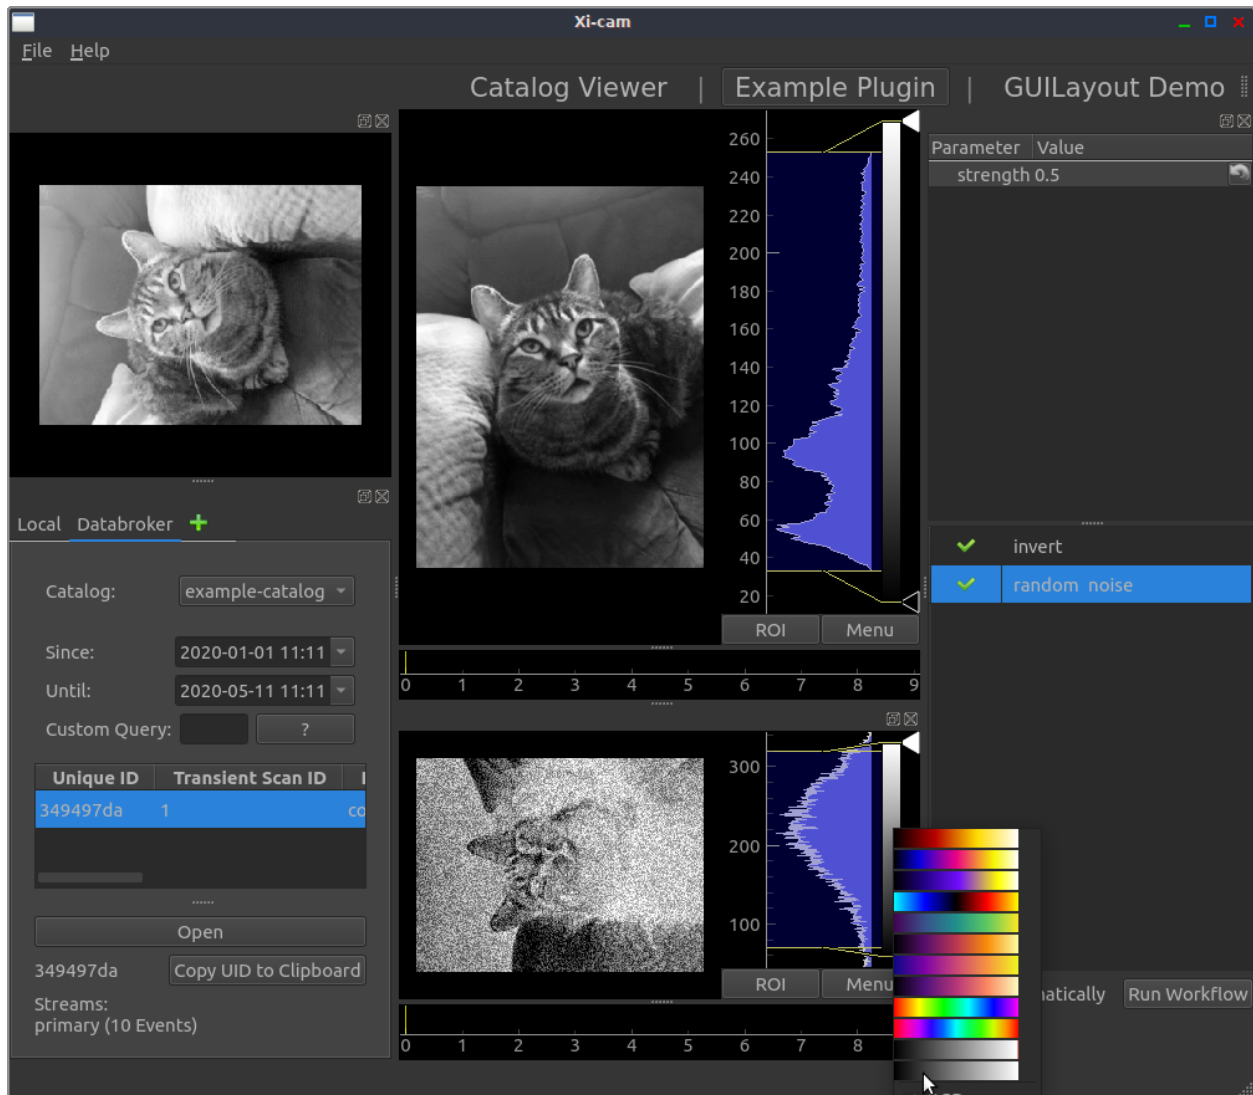 Xi-cam
File Help
Catalog Viewer | Example Plugin | GUILayout Demo
260
240
220
200
180
160
140
120
100
80
60
40
20
ROI Menu
0 1 2 3 4 5 6 7 8 9
Parameter Value
strength 0.5
Local Databroker
Catalog: example-catalog
Since: 2020-01-01 11:11
Until: 2020-05-11 11:11
Custom Query: ?
Unique ID Transient Scan ID
349497da 1 co
Open
349497da Copy UID to Clipboard
Streams:
primary (10 Events)
300
200
100
ROI Menu
0 1 2 3 4 5 6 7 8
invert
random noise
matically Run Workflow